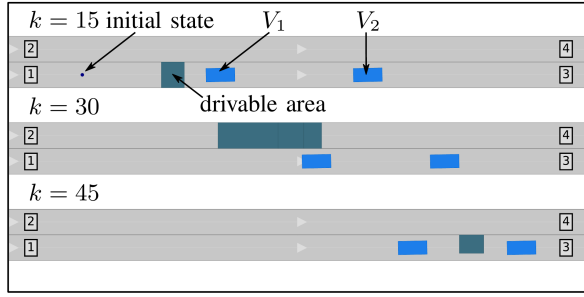 k = 15 initial state V₁ V₂
2 4
1 3
drivable area
k = 30
2 4
1 3
k = 45
2 4
1 3